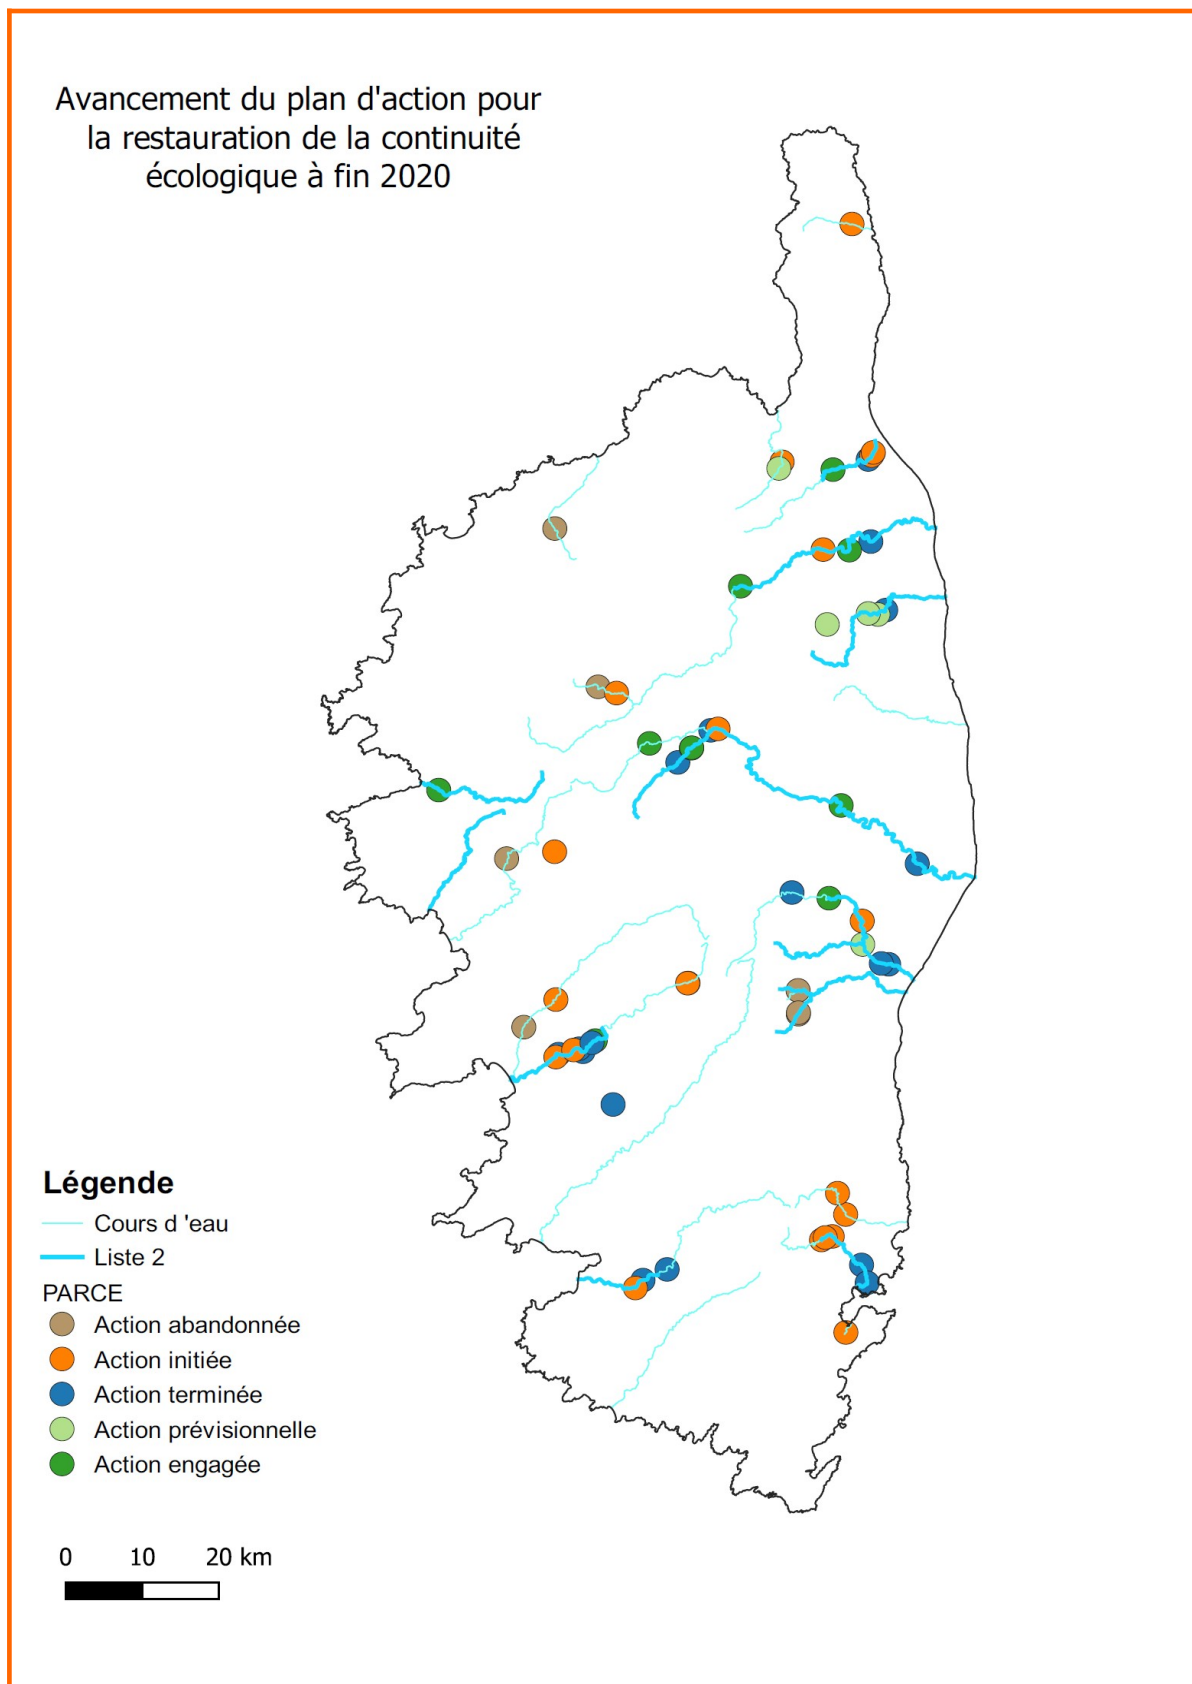 Avancement du plan d'action pour
la restauration de la continuité
écologique à fin 2020
Légende
Cours d 'eau
Liste 2
PARCE
Action abandonnée
Action initiée
Action terminée
Action prévisionnelle
Action engagée
0 10 20 km